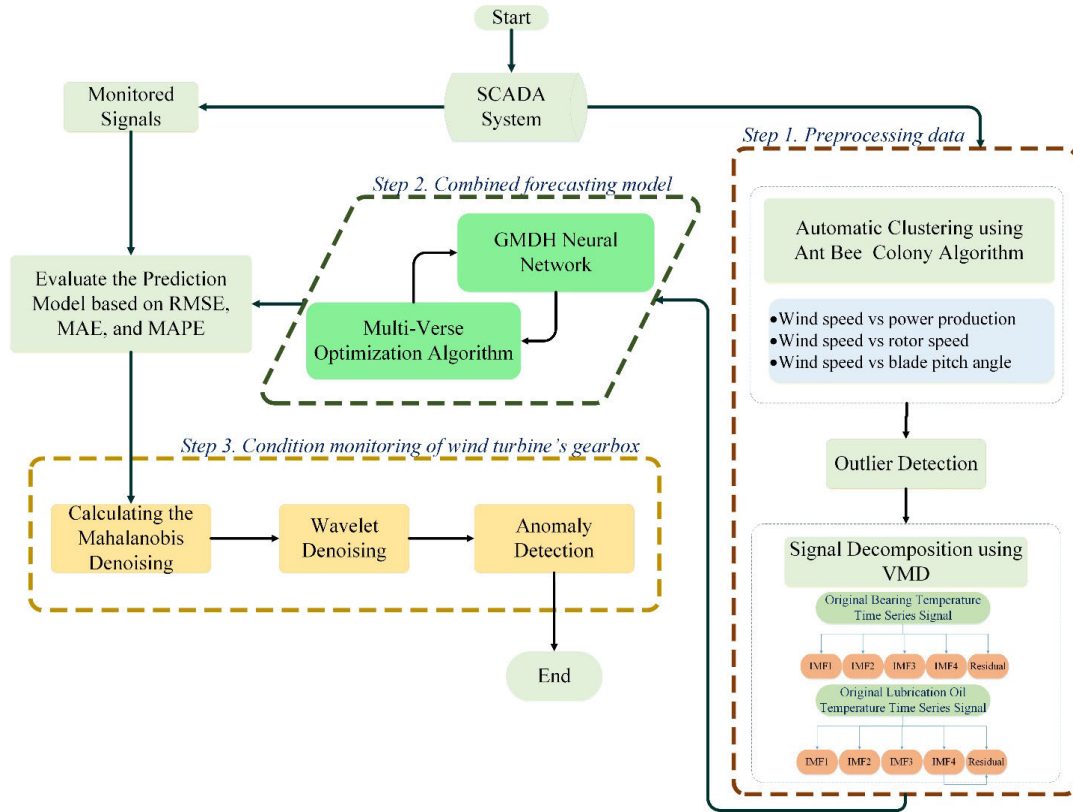 Start
SCADA
System
Monitored
Signals
Step 1. Preprocessing data
Automatic Clustering using
Ant Bee Colony Algorithm
•Wind speed vs power production
•Wind speed vs rotor speed
•Wind speed vs blade pitch angle
Outlier Detection
Signal Decomposition using
VMD
Original Bearing Temperature
Time Series Signal
IMF1 IMF2 IMF3 IMF4 Residual
Original Lubrication Oil
Temperature Time Series Signal
IMF1 IMF2 IMF3 IMF4 Residual
Step 2. Combined forecasting model
GMDH Neural
Network
Multi-Verse
Optimization Algorithm
Evaluate the Prediction
Model based on RMSE,
MAE, and MAPE
Step 3. Condition monitoring of wind turbine's gearbox
Calculating the
Mahalanobis
Denoising
Wavelet
Denoising
Anomaly
Detection
End